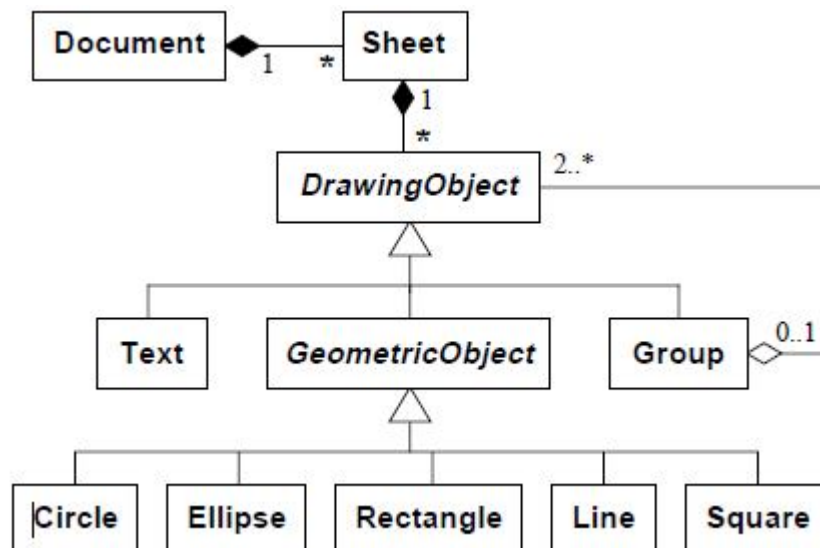 Document
1
*
Sheet
1
*
DrawingObject
2..*
Text
GeometricObject
Group
0..1
Circle
Ellipse
Rectangle
Line
Square